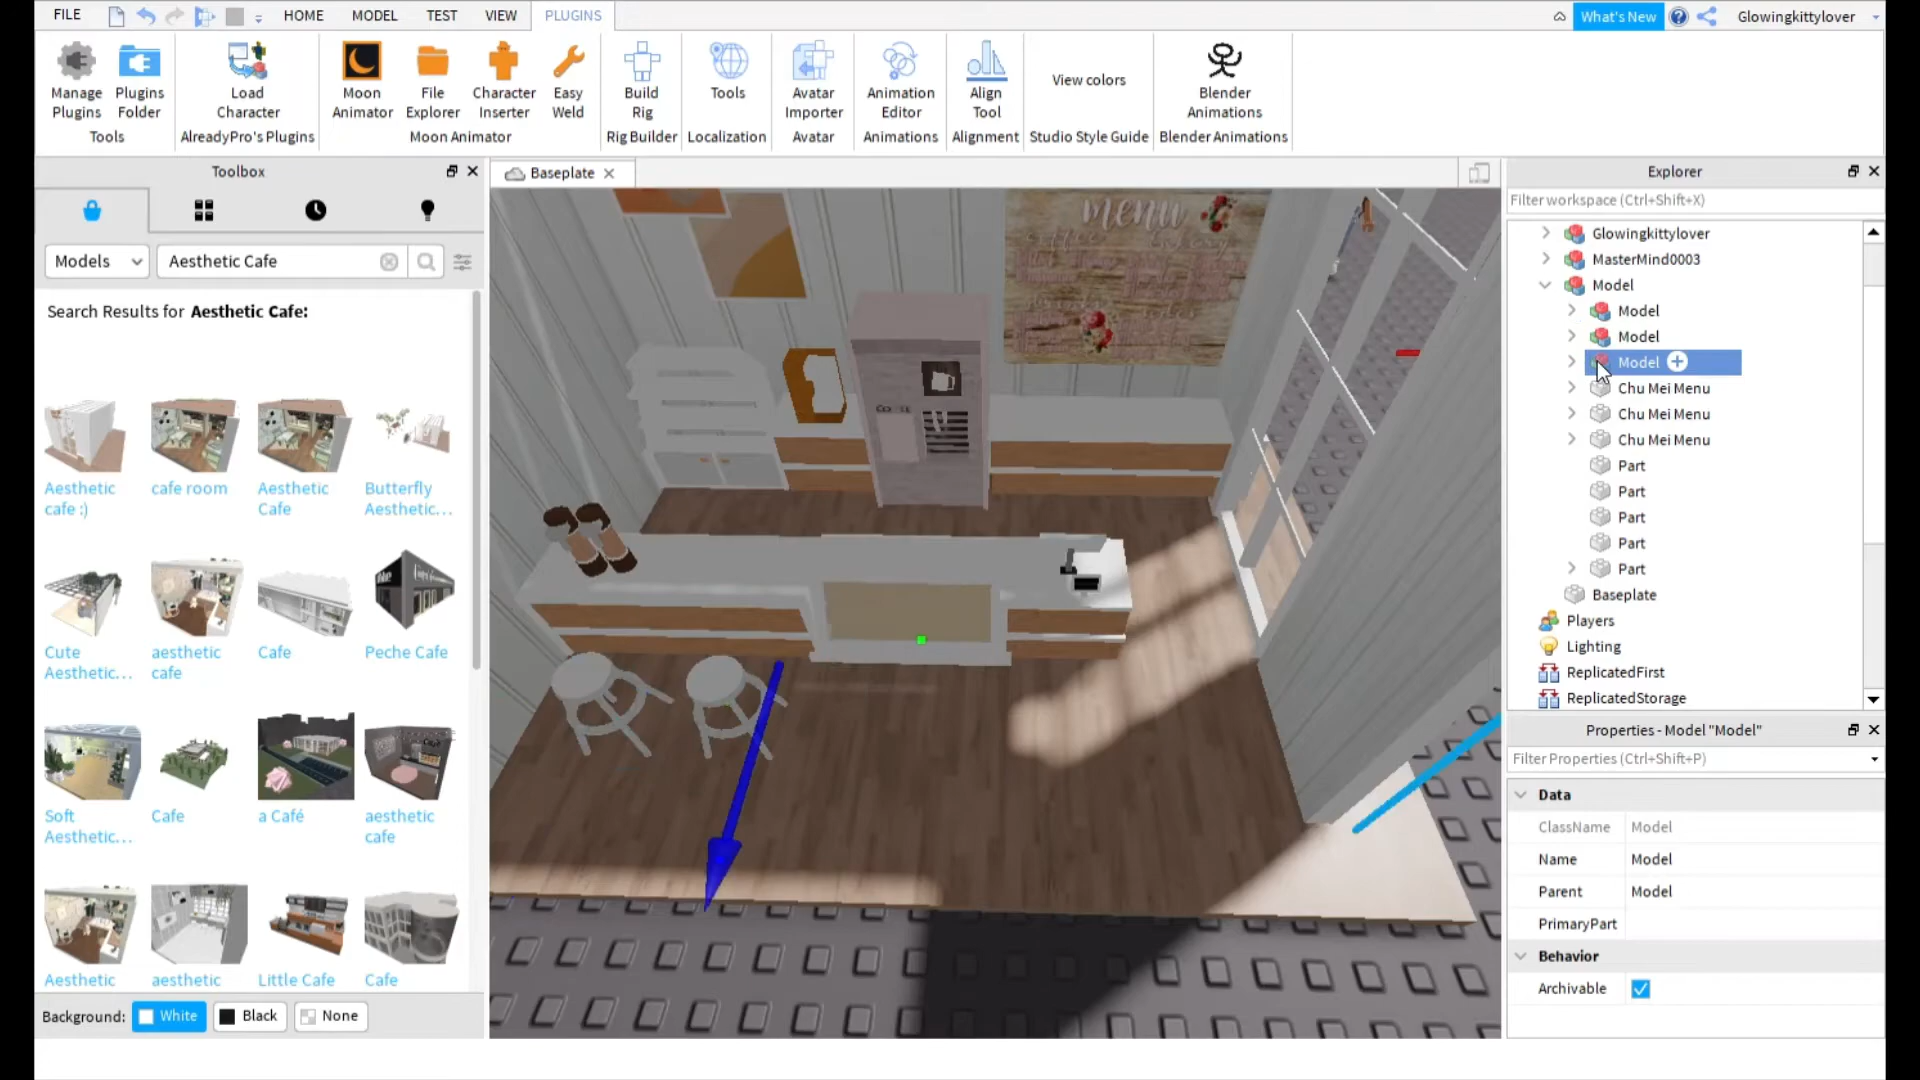 FILE
HOME
MODEL
TEST
VIEW
PLUGINS
What's New
Glowingkittylover
Manage
Plugins
Plugins
Folder
Tools
Load
Character
AlreadyPro's Plugins
Moon
Animator
File
Explorer
Character
Inserter
Easy
Weld
Moon Animator
Build
Rig
Rig Builder
Tools
Localization
Avatar
Importer
Avatar
Animation
Editor
Animations
Align
Tool
Alignment
View colors
Studio Style Guide
Blender
Animations
Blender Animations
Toolbox
Models
Aesthetic Cafe
Search Results for Aesthetic Cafe:
Aesthetic
cafe :)
cafe room
Aesthetic
Cafe
Butterfly
Aesthetic...
Cute
Aesthetic...
aesthetic
cafe
Cafe
Peche Cafe
Soft
Aesthetic...
Cafe
a Café
aesthetic
cafe
Aesthetic
aesthetic
Little Cafe
Cafe
Background:
White
Black
None
Baseplate
menu
Explorer
Filter workspace (Ctrl+Shift+X)
Glowingkittylover
MasterMind0003
Model
Model
Model
Model
Chu Mei Menu
Chu Mei Menu
Chu Mei Menu
Part
Part
Part
Part
Part
Baseplate
Players
Lighting
ReplicatedFirst
ReplicatedStorage
Properties - Model "Model"
Filter Properties (Ctrl+Shift+P)
Data
ClassName Model
Name Model
Parent Model
PrimaryPart
Behavior
Archivable